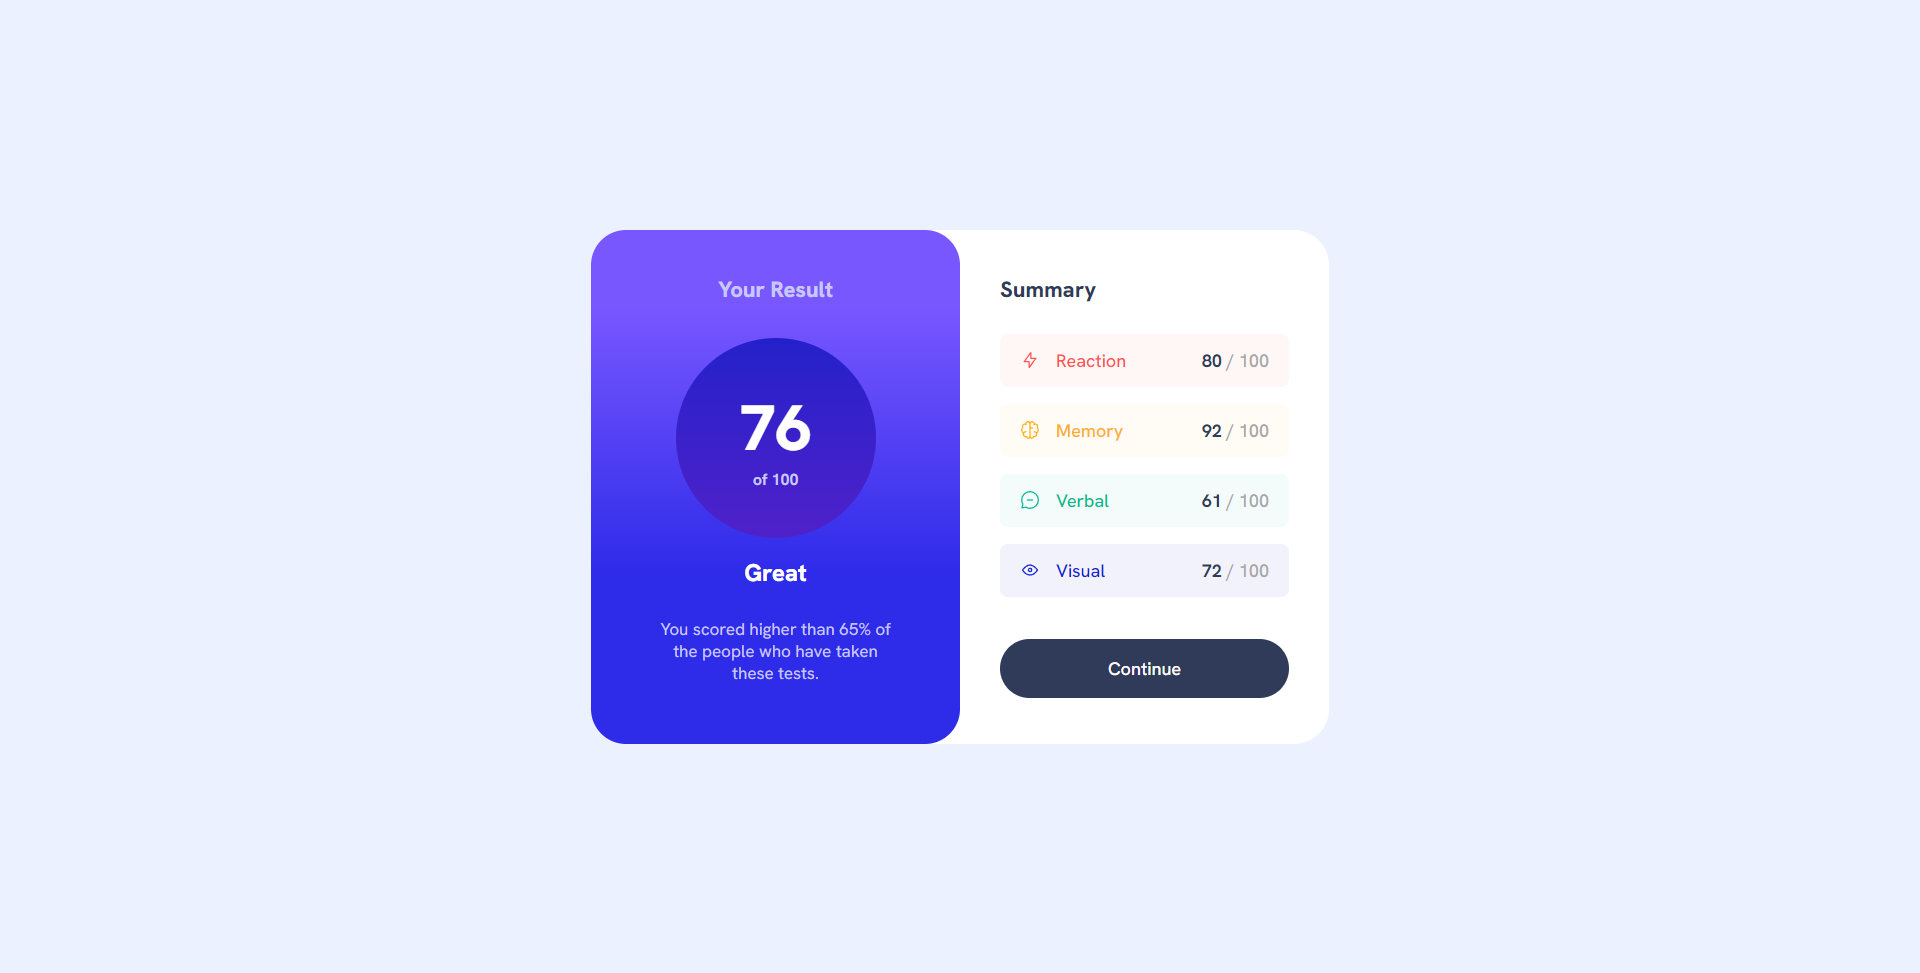 Your Result
76
of 100
Great
You scored higher than 65% of
the people who have taken
these tests.
Summary
Reaction 80 / 100
Memory 92 / 100
Verbal 61 / 100
Visual 72 / 100
Continue